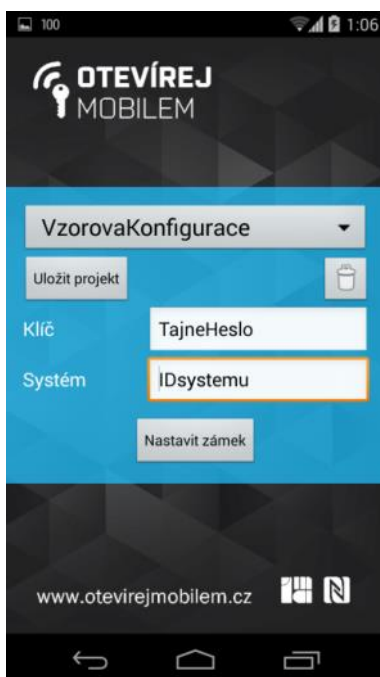 100 1:06
OTEVÍREJ
MOBILEM
VzorovaKonfigurace
Uložit projekt
Klíč TajneHeslo
Systém IDsystemu
Nastavit zámek
www.otevirejmobilem.cz